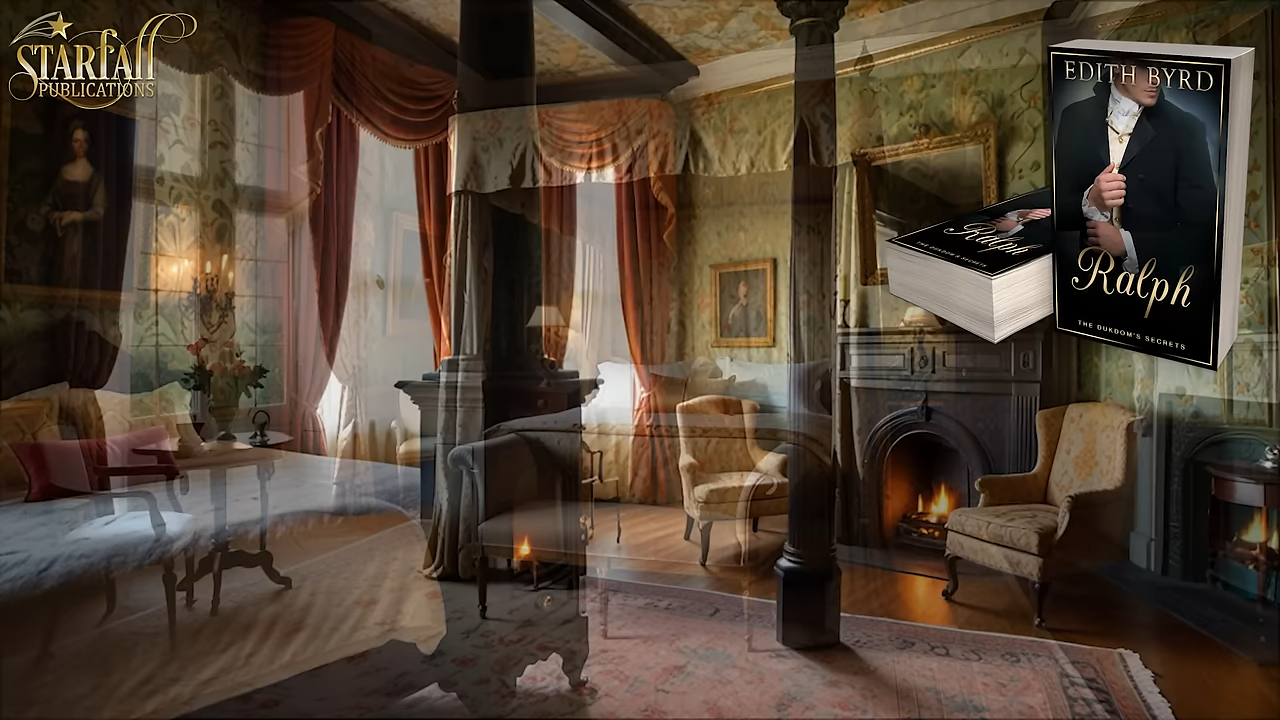 STARfall
PUBLICATIONS
EDITH BYRD
Ralph
THE DUKDOM'S SECRETS
Ralph
THE DUKDOM'S SECRETS